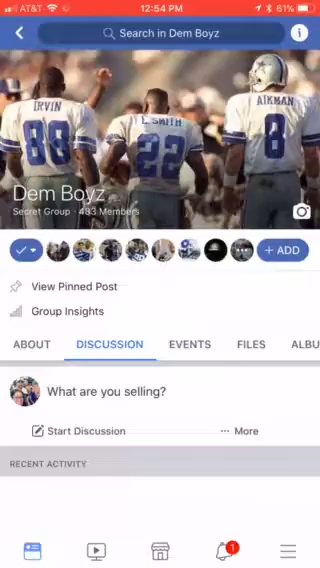 AT&T 12:54 PM 61%
Search in Dem Boyz
IRVIN E. SMITH AIKMAN
88 22 8
Dem Boyz
Secret Group · 483 Members
+ ADD
View Pinned Post
Group Insights
ABOUT DISCUSSION EVENTS FILES ALBU
What are you selling?
Start Discussion ··· More
RECENT ACTIVITY
1